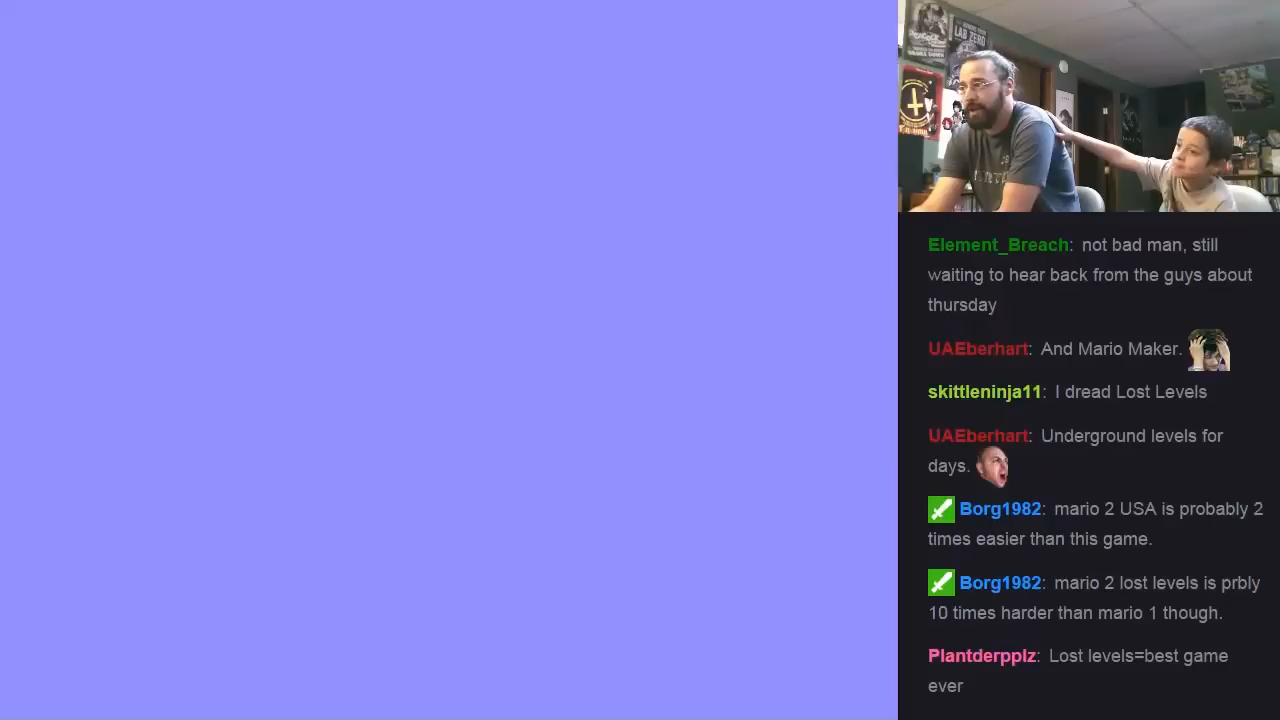 LAB ZERO
Element_Breach: not bad man, still
waiting to hear back from the guys about
thursday
UAEberhart: And Mario Maker.
skittleninja11: I dread Lost Levels
UAEberhart: Underground levels for
days.
Borg1982: mario 2 USA is probably 2
times easier than this game.
Borg1982: mario 2 lost levels is prbly
10 times harder than mario 1 though.
Plantderpplz: Lost levels=best game
ever